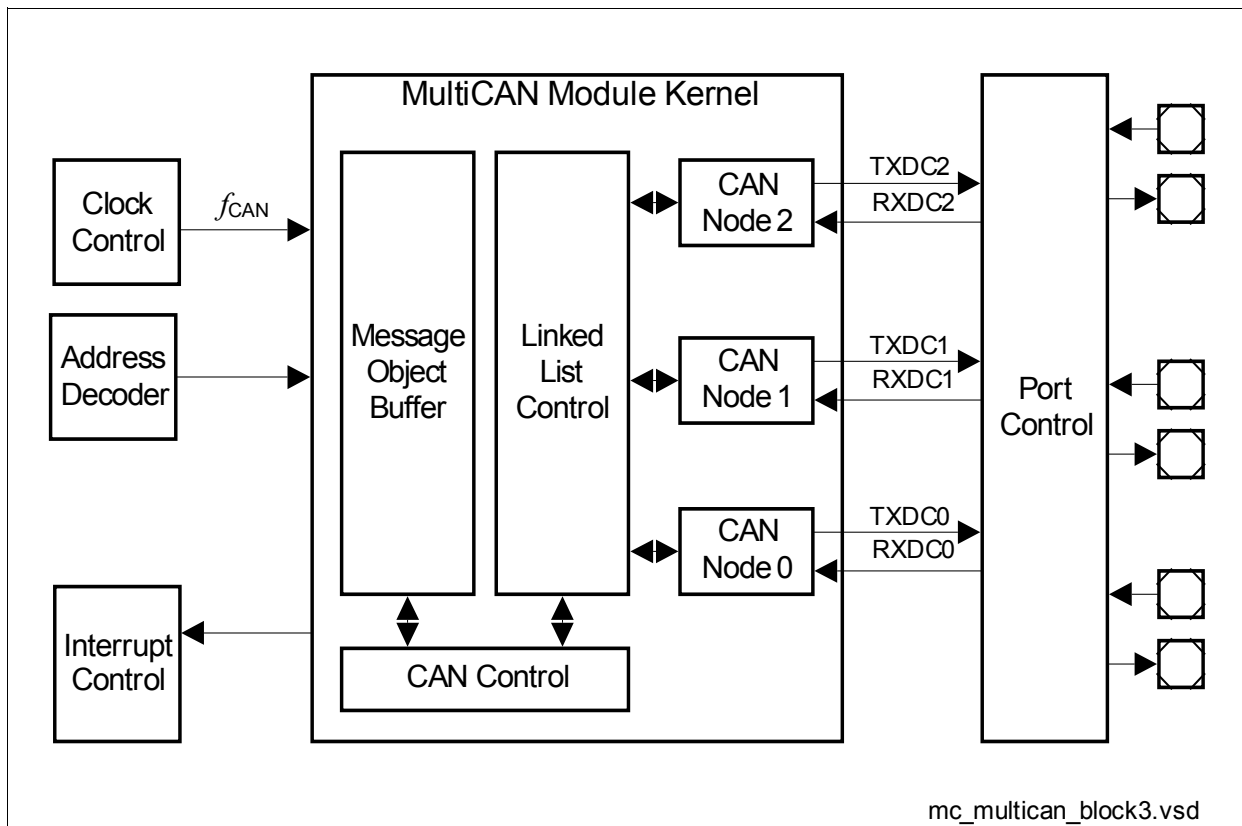 MultiCAN Module Kernel
Clock
Control
fCAN
Address
Decoder
Interrupt
Control
Message
Object
Buffer
Linked
List
Control
CAN Control
CAN
Node 2
CAN
Node 1
CAN
Node 0
TXDC2
RXDC2
TXDC1
RXDC1
TXDC0
RXDC0
Port
Control
mc_multican_block3.vsd